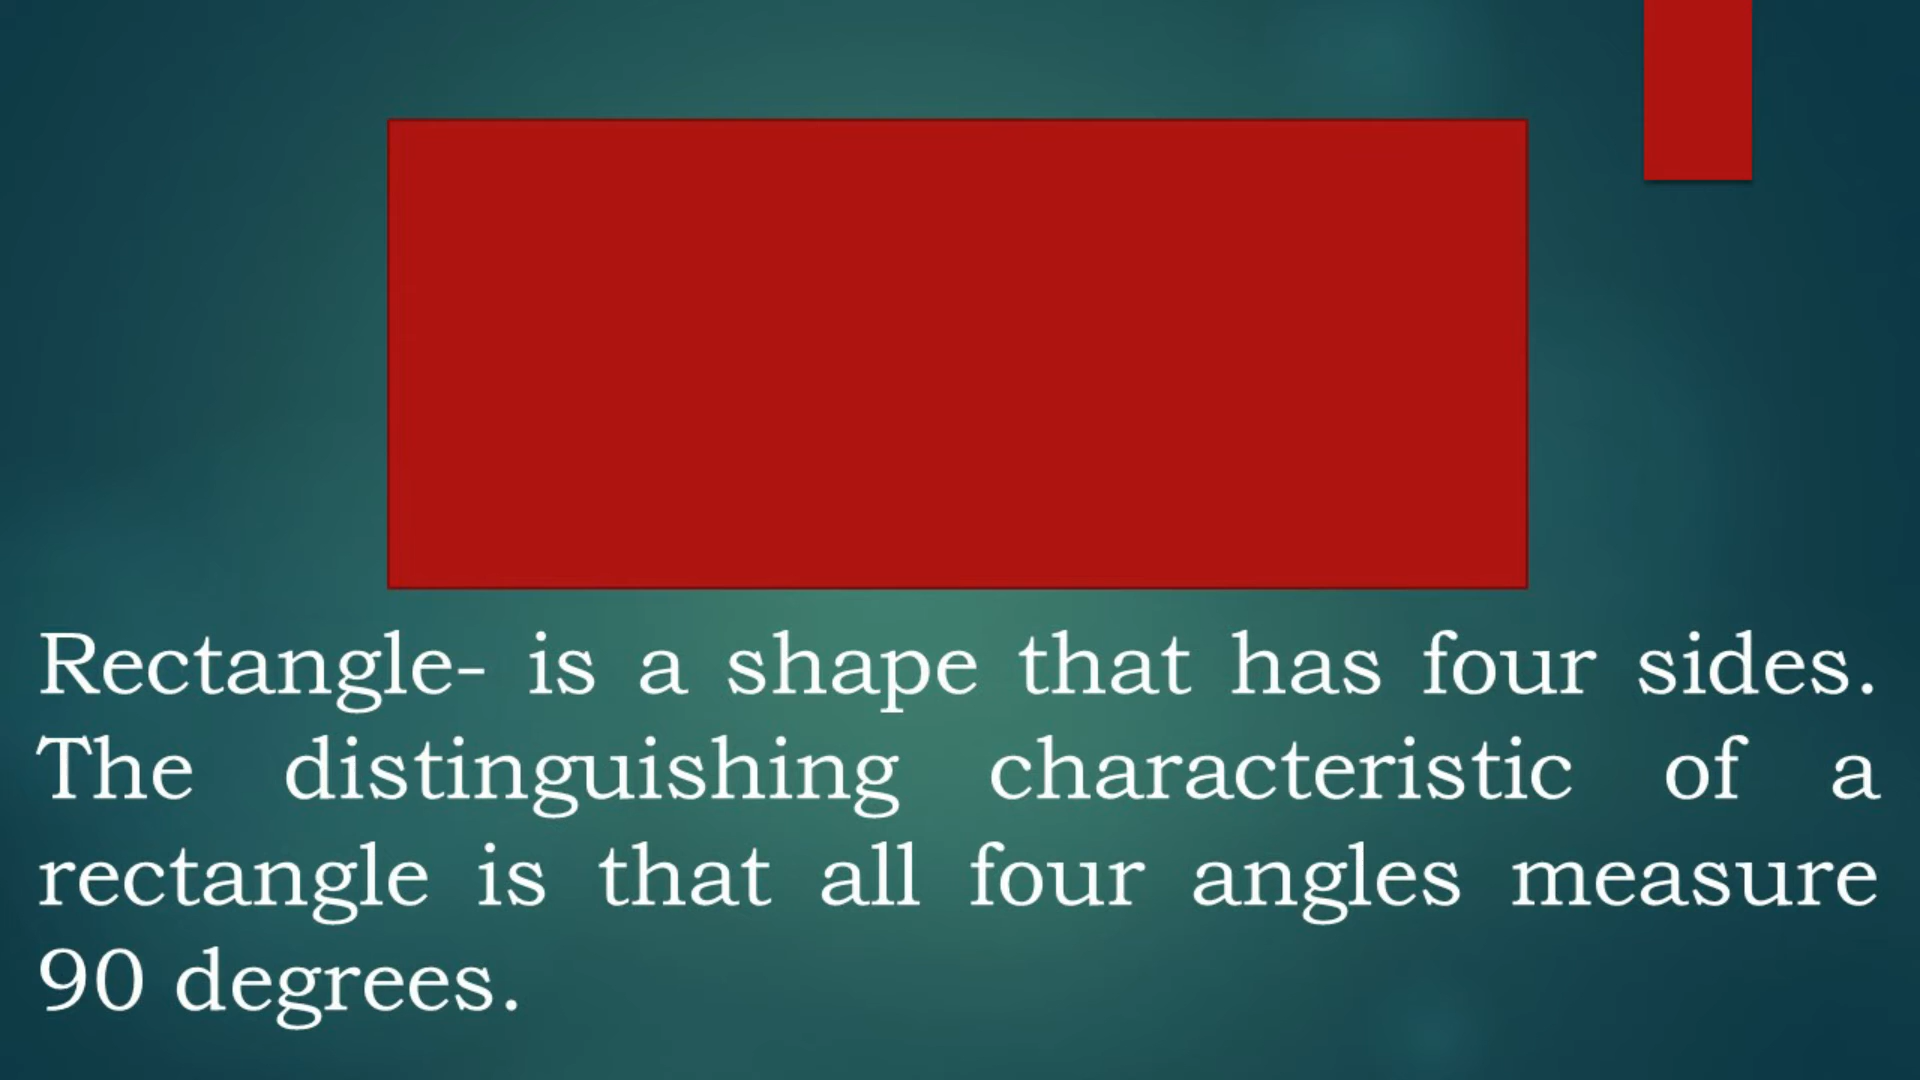 Rectangle- is a shape that has four sides.
The distinguishing characteristic of a
rectangle is that all four angles measure
90 degrees.